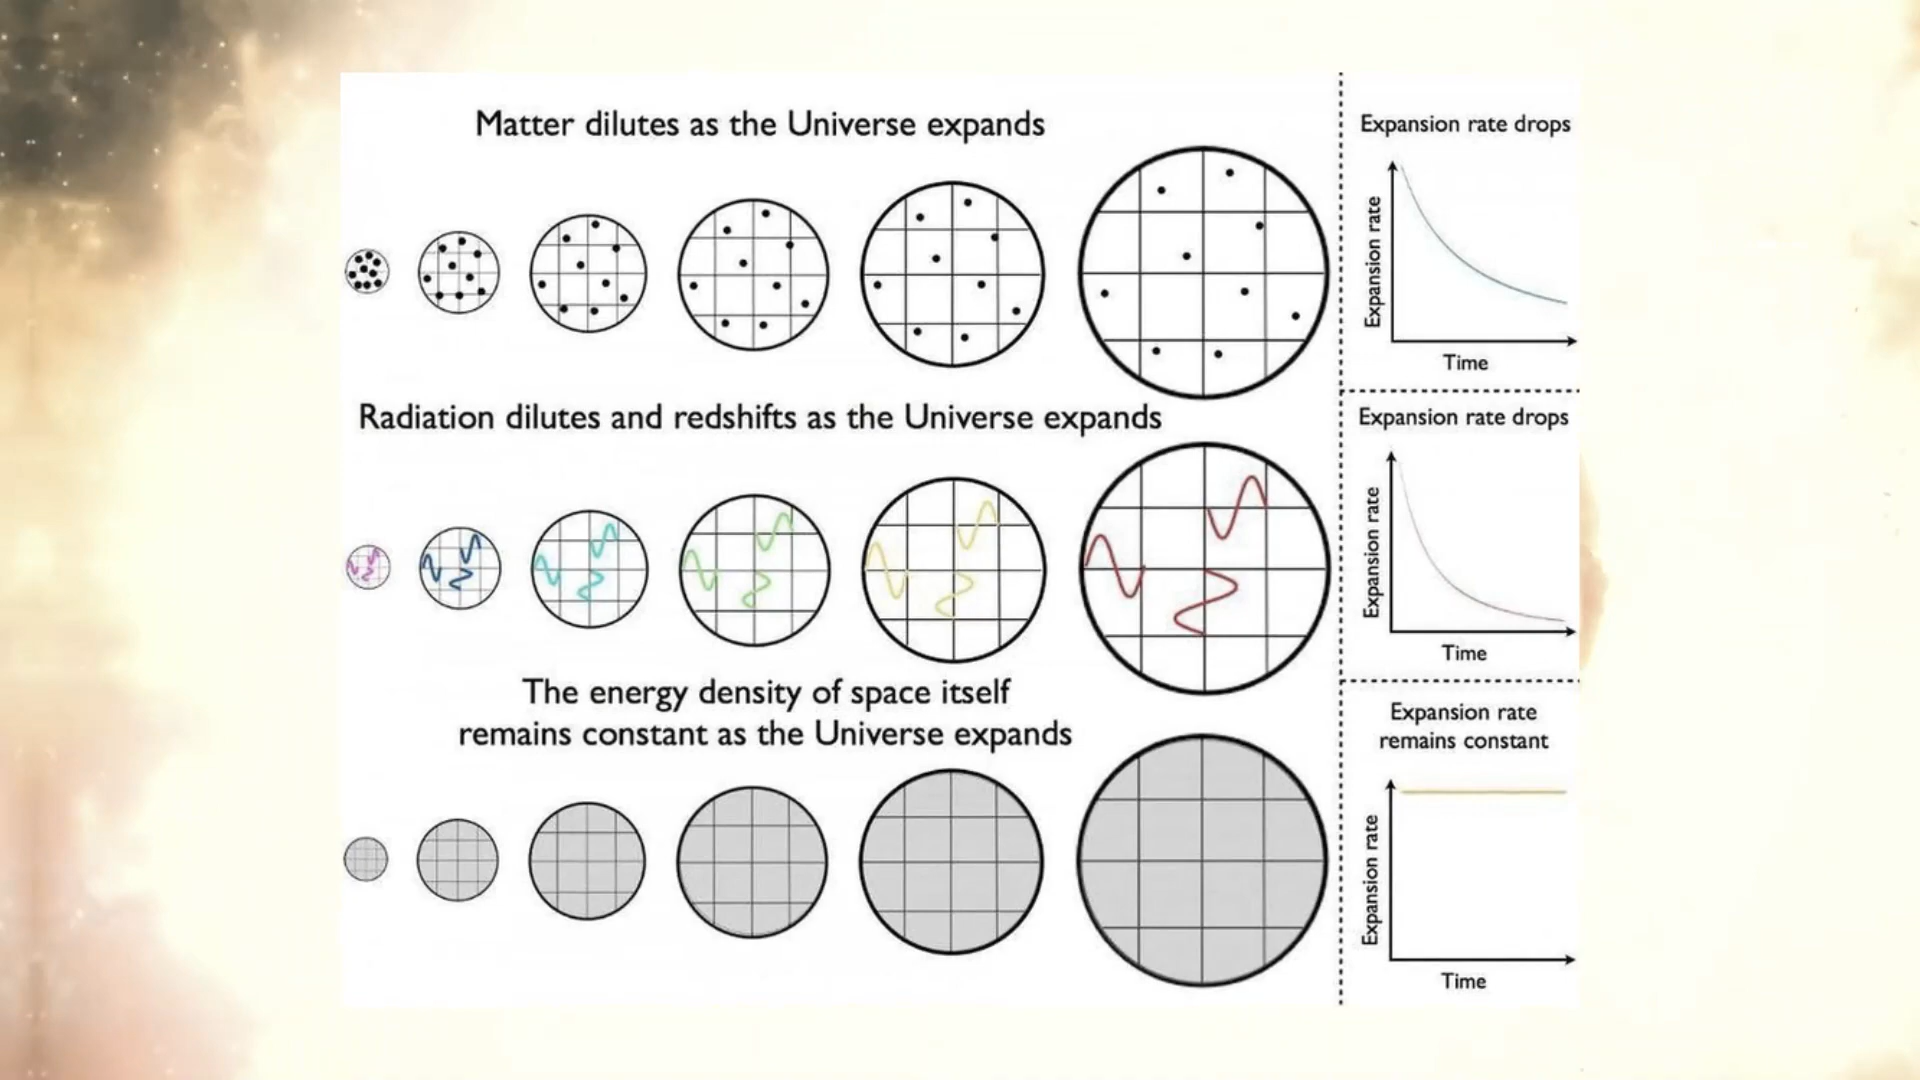 Matter dilutes as the Universe expands
Expansion rate drops
Expansion rate
Time
Radiation dilutes and redshifts as the Universe expands
Expansion rate drops
Expansion rate
Time
The energy density of space itself
remains constant as the Universe expands
Expansion rate
remains constant
Expansion rate
Time